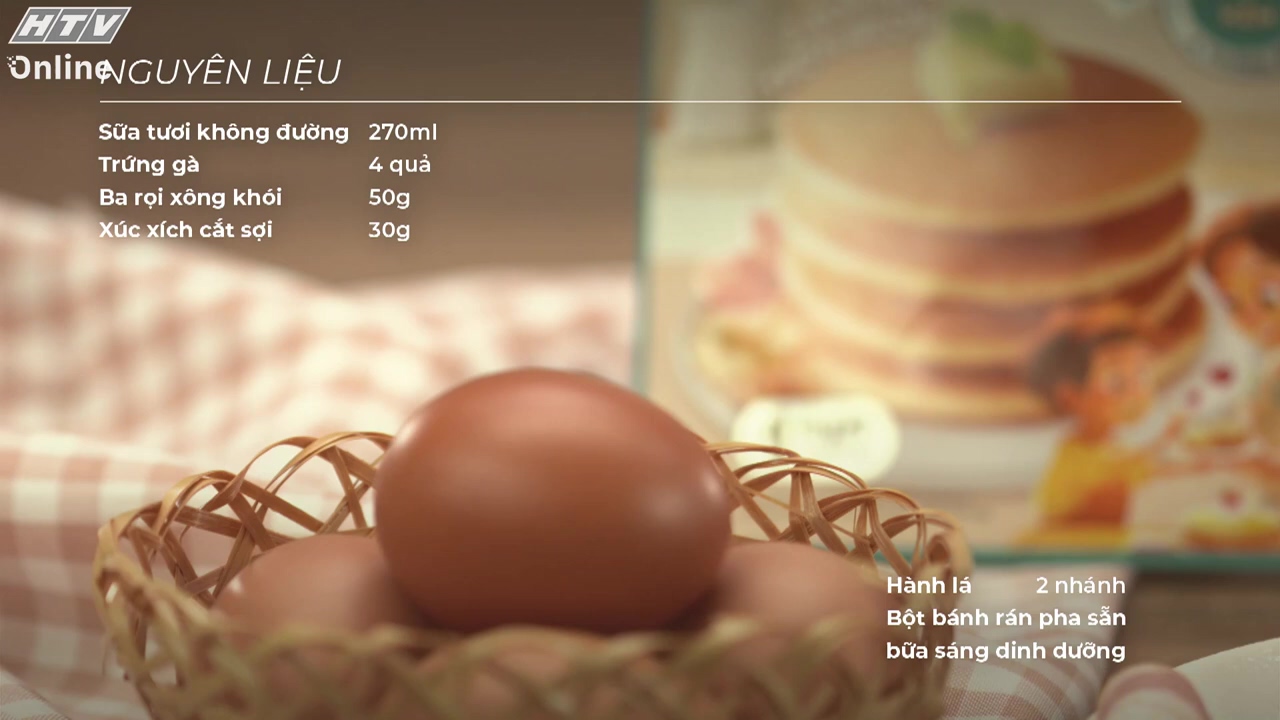 HTV
Online
NGUYÊN LIỆU
Sữa tươi không đường 270ml
Trứng gà 4 quả
Ba rọi xông khói 50g
Xúc xích cắt sợi 30g
Hành lá 2 nhánh
Bột bánh rán pha sẵn
bữa sáng dinh dưỡng